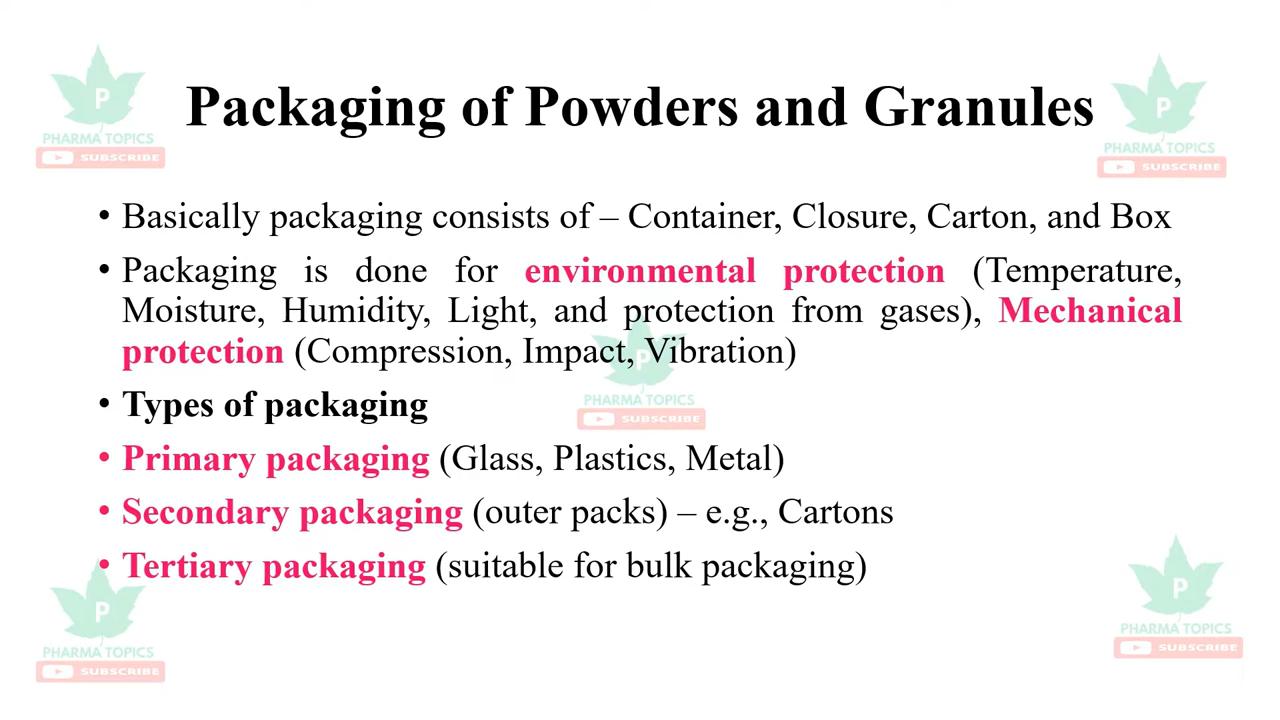 Packaging of Powders and Granules
P
PHARMA TOPICS
SUBSCRIBE
P
PHARMA TOPICS
SUBSCRIBE
• Basically packaging consists of – Container, Closure, Carton, and Box
• Packaging is done for environmental protection (Temperature,
Moisture, Humidity, Light, and protection from gases), Mechanical
protection (Compression, Impact, Vibration)
P
PHARMA TOPICS
SUBSCRIBE
• Types of packaging
• Primary packaging (Glass, Plastics, Metal)
• Secondary packaging (outer packs) – e.g., Cartons
• Tertiary packaging (suitable for bulk packaging)
P
PHARMA TOPICS
SUBSCRIBE
P
PHARMA TOPICS
SUBSCRIBE